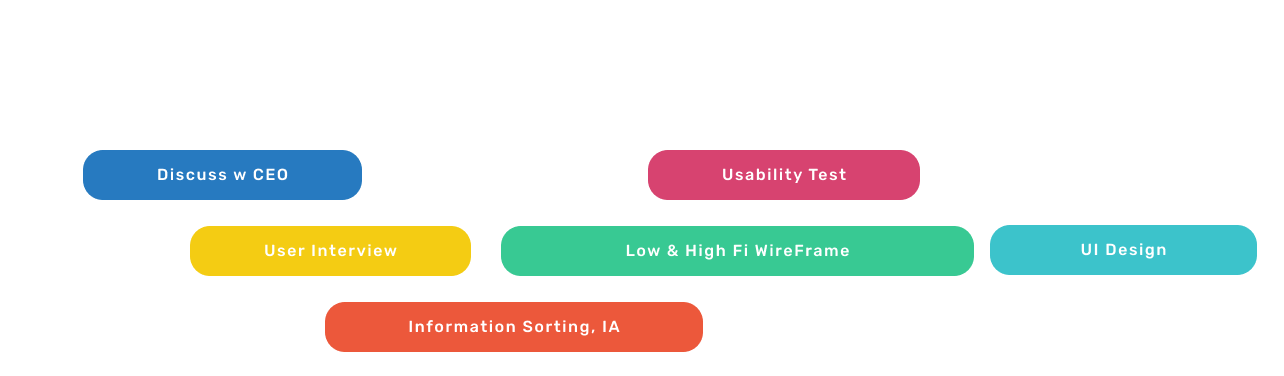 Discuss w CEO
Usability Test
User Interview
Low & High Fi WireFrame
UI Design
Information Sorting, IA